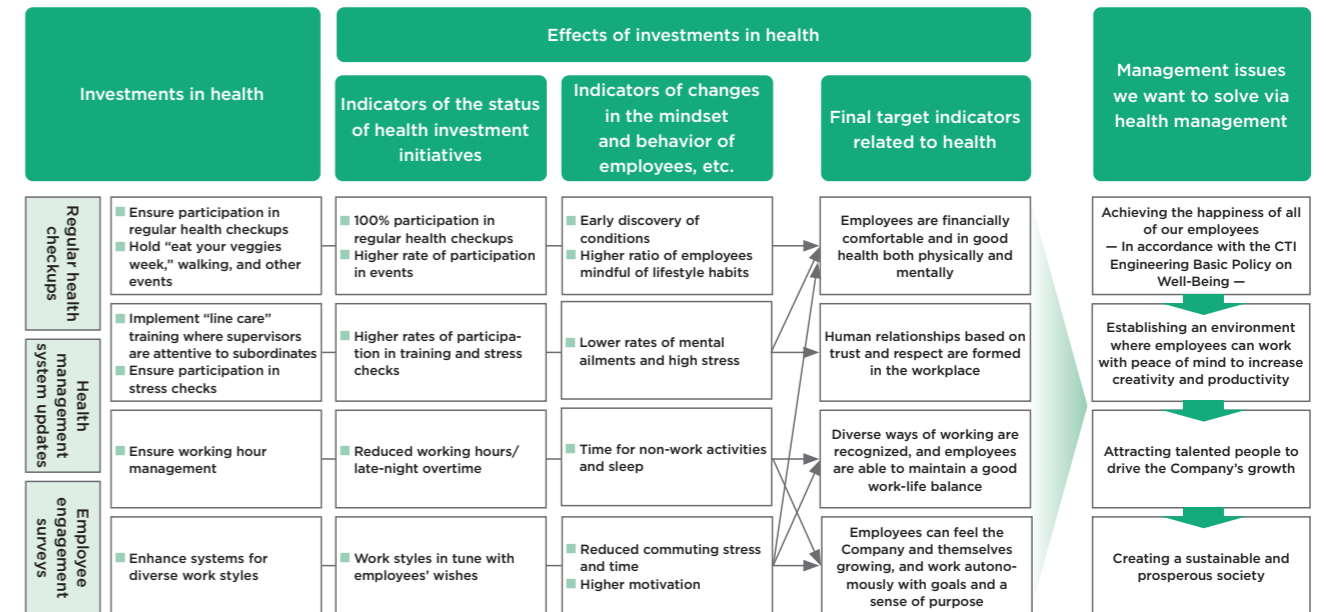 Investments in health
Effects of investments in health
Indicators of the status
of health investment
initiatives
Indicators of changes
in the mindset
and behavior of
employees, etc.
Final target indicators
related to health
Management issues
we want to solve via
health management
Regular health
checkups
Health
management
system updates
Employee
engagement
surveys
Ensure participation in
regular health checkups
Hold “eat your veggies
week,” walking, and other
events
100% participation in
regular health checkups
Higher rate of participation
in events
Early discovery of
conditions
Higher ratio of employees
mindful of lifestyle habits
Employees are financially
comfortable and in good
health both physically and
mentally
Achieving the happiness of all
of our employees
— In accordance with the CTI
Engineering Basic Policy on
Well-Being —
Implement “line care”
training where supervisors
are attentive to subordinates
Ensure participation in
stress checks
Higher rates of participa-
tion in training and stress
checks
Lower rates of mental
ailments and high stress
Human relationships based on
trust and respect are formed
in the workplace
Establishing an environment
where employees can work
with peace of mind to increase
creativity and productivity
Ensure working hour
management
Reduced working hours/
late-night overtime
Time for non-work activities
and sleep
Diverse ways of working are
recognized, and employees
are able to maintain a good
work-life balance
Attracting talented people to
drive the Company’s growth
Enhance systems for
diverse work styles
Work styles in tune with
employees’ wishes
Reduced commuting stress
and time
Higher motivation
Employees can feel the
Company and themselves
growing, and work autono-
mously with goals and a
sense of purpose
Creating a sustainable and
prosperous society